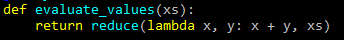 def evaluate_values(xs):
    return reduce(lambda x, y: x + y, xs)